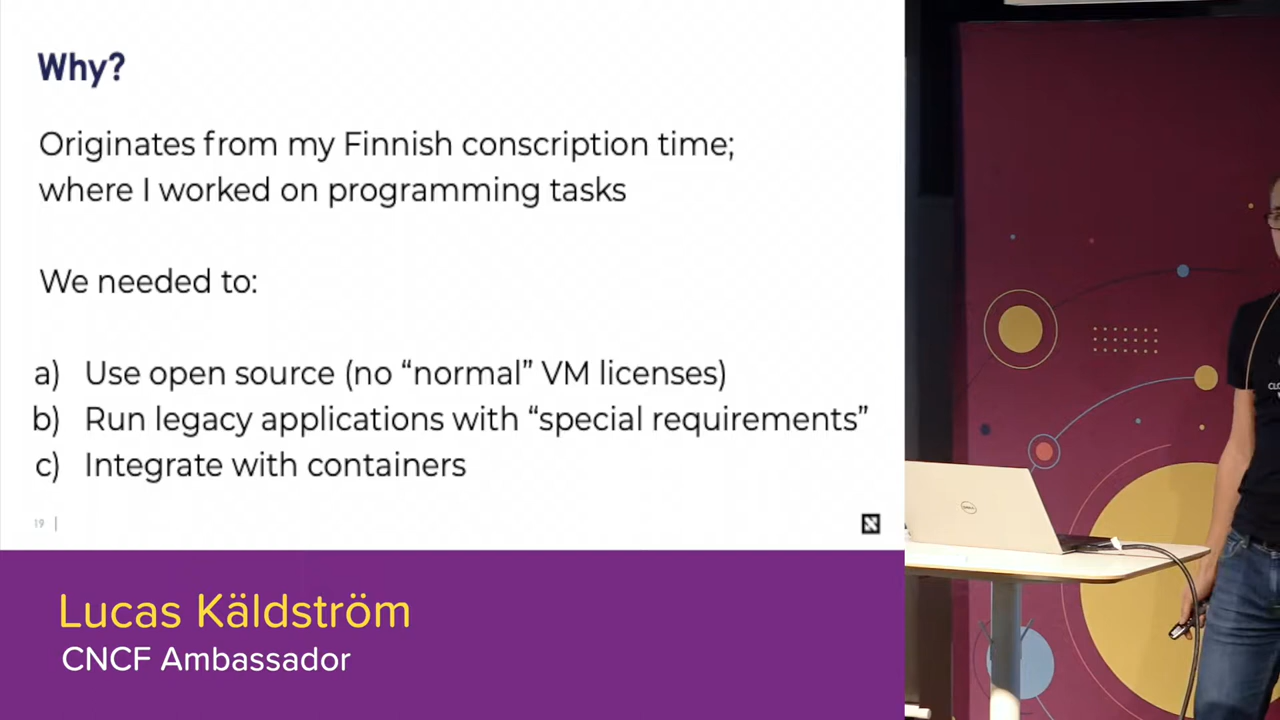 Why?
Originates from my Finnish conscription time;
where I worked on programming tasks
We needed to:
a) Use open source (no “normal” VM licenses)
b) Run legacy applications with “special requirements”
c) Integrate with containers
19
Lucas Käldström
CNCF Ambassador
DELL